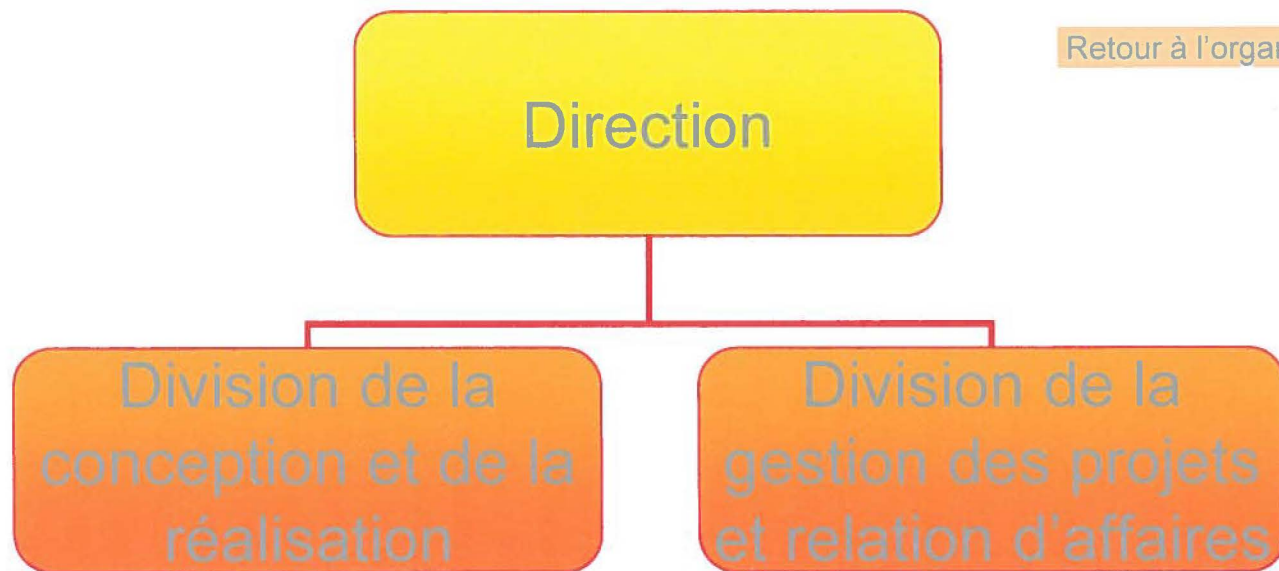 Retour à l'organ
Direction
Division de la
conception et de la
réalisation
Division de la
gestion des projets
et relation d'affaires